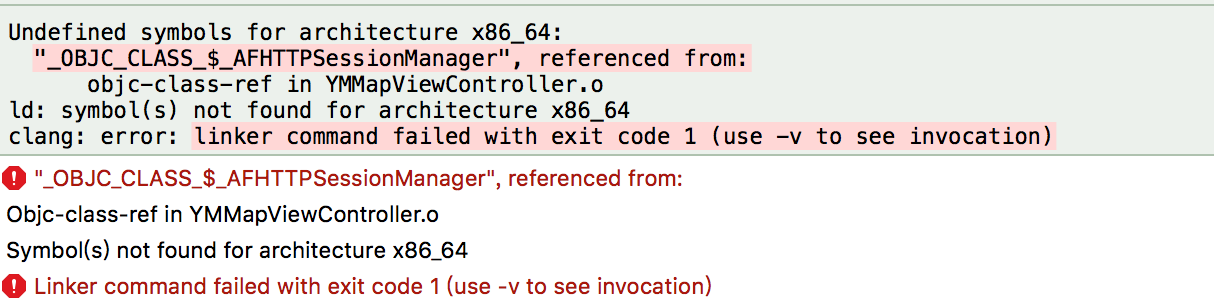 Undefined symbols for architecture x86_64:
"_OBJC_CLASS_$_AFHTTPSessionManager", referenced from:
objc-class-ref in YMMapViewController.o
ld: symbol(s) not found for architecture x86_64
clang: error: linker command failed with exit code 1 (use -v to see invocation)
"_OBJC_CLASS_$_AFHTTPSessionManager", referenced from:
Objc-class-ref in YMMapViewController.o
Symbol(s) not found for architecture x86_64
Linker command failed with exit code 1 (use -v to see invocation)